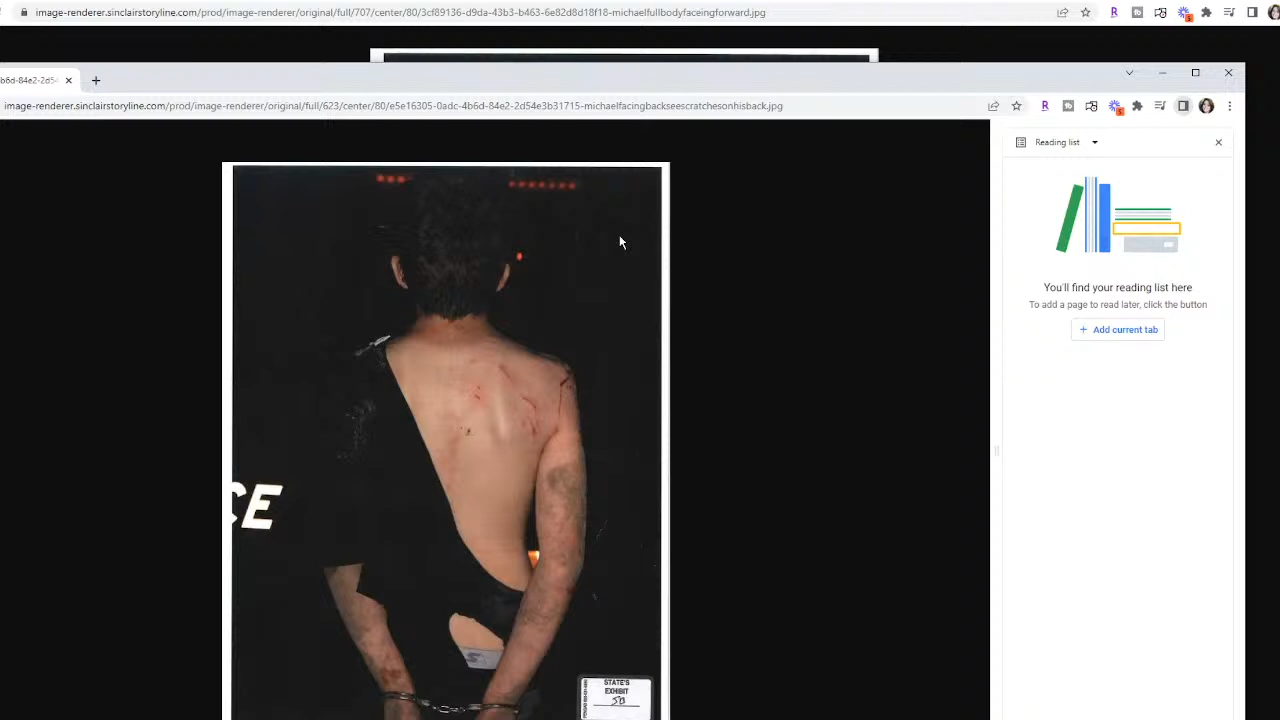 image-renderer.sinclairstoryline.com/prod/image-renderer/original/full/707/center/80/3cf89136-d9da-43b3-b463-6e82d8d18f18-michaelfullbodyfaceingforward.jpg
b6d-84e2-2d54
image-renderer.sinclairstoryline.com/prod/image-renderer/original/full/623/center/80/e5e16305-0adc-4b6d-84e2-2d54e3b31715-michaelfacingbackseescratchesonhisback.jpg
Reading list
You'll find your reading list here
To add a page to read later, click the button
+ Add current tab
CE
STATE'S
EXHIBIT